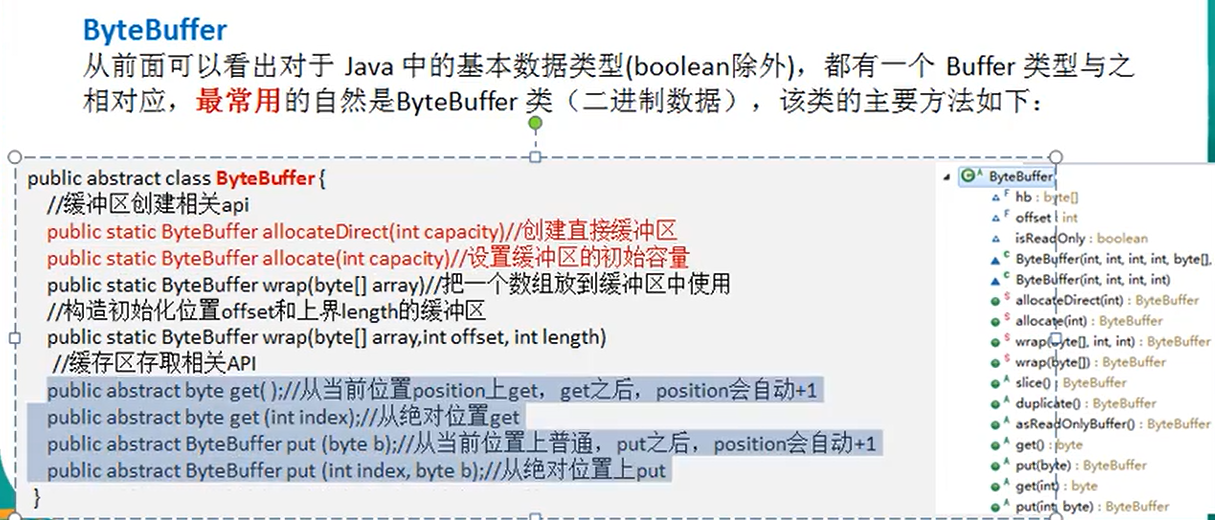 ByteBuffer
从前面可以看出对于 Java 中的基本数据类型(boolean除外)，都有一个 Buffer 类型与之
相对应，最常用的自然是ByteBuffer 类（二进制数据），该类的主要方法如下：
public abstract class ByteBuffer {
//缓冲区创建相关api
public static ByteBuffer allocateDirect(int capacity)//创建直接缓冲区
public static ByteBuffer allocate(int capacity)//设置缓冲区的初始容量
public static ByteBuffer wrap(byte[] array)//把一个数组放到缓冲区中使用
//构造初始化位置offset和上界length的缓冲区
public static ByteBuffer wrap(byte[] array,int offset, int length)
//缓存区存取相关API
public abstract byte get( );//从当前位置position上get，get之后，position会自动+1
public abstract byte get (int index);//从绝对位置get
public abstract ByteBuffer put (byte b);//从当前位置上普通，put之后，position会自动+1
public abstract ByteBuffer put (int index, byte b);//从绝对位置上put
}
ByteBuffer
hb : byte[]
offset : int
isReadOnly : boolean
ByteBuffer(int, int, int, int, byte[],
ByteBuffer(int, int, int, int)
allocateDirect(int) : ByteBuffer
allocate(int) : ByteBuffer
wrap(byte[], int, int) : ByteBuffer
wrap(byte[]) : ByteBuffer
slice() : ByteBuffer
duplicate() : ByteBuffer
asReadOnlyBuffer() : ByteBuffer
get() : byte
put(byte) : ByteBuffer
get(int) : byte
put(int, byte) : ByteBuffer